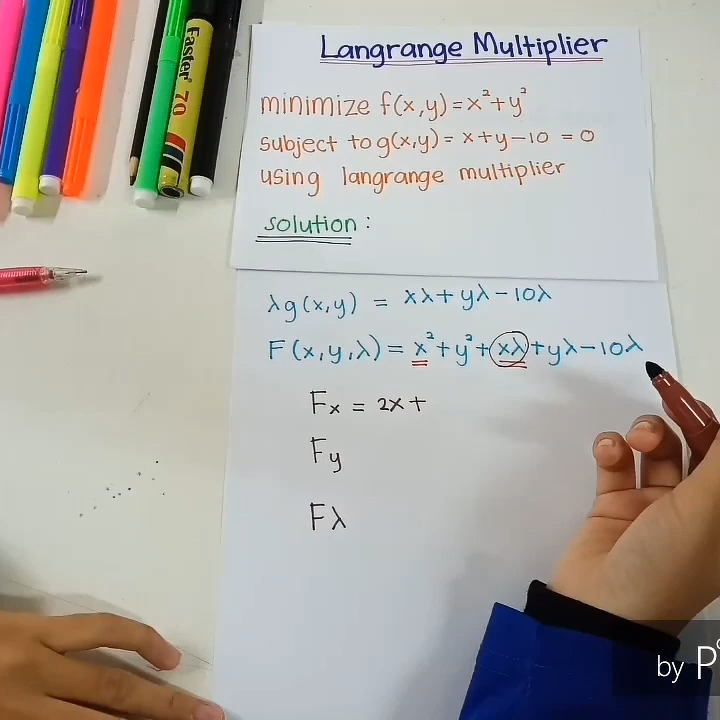 Langrange Multiplier
minimize f(x,y) = x² + y²
subject to g(x,y) = x + y - 10 = 0
using langrange multiplier
solution :
λg(x,y) = xλ + yλ - 10λ
F(x,y,λ) = x² + y² + xλ + yλ - 10λ
Fx = 2x +
Fy
Fλ
Faster 70
by P